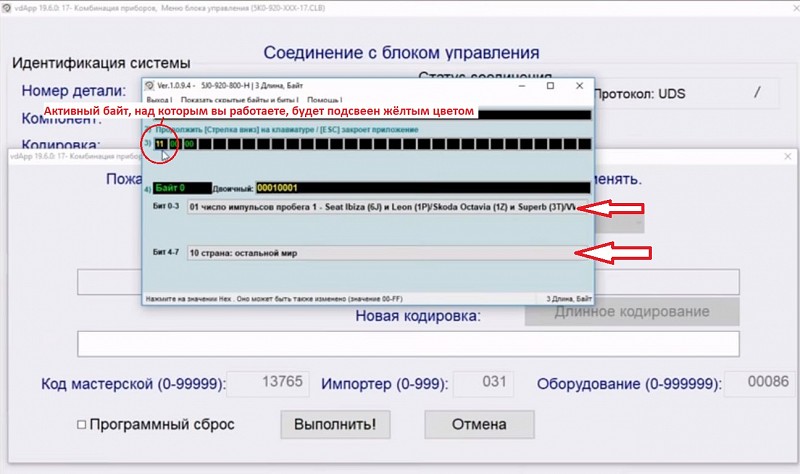 vdApp 19.6.0: 17- Комбинация приборов, Меню блока управления (5K0-920-XXX-17.CLB)
Соединение с блоком управления
Идентификация системы
Номер детали:
Протокол: UDS /
Компонент:
Кодировка:
Ver.1.0.9.4 - 5J0-920-800-H | 3 Длина, Байт
Выход | Показать скрытые байты и биты | Помощь |
Активный байт, над которым вы работаете, будет подсвеен жёлтым цветом
Продолжить [Стрелка вниз] на клавиатуре / [ESC] закроет приложение
3) 11 00 00
4) Байт 0 Двоичный: 00010001
Бит 0-3 01 число импульсов пробега 1 - Seat Ibiza (6J) и Leon (1P)/Skoda Octavia (1Z) и Superb (3T)/V
Бит 4-7 10 страна: остальной мир
Нажмите на значении Hex . Оно может быть также изменено (значение 00-FF) 3 Длина, Байт
vdApp 19.6.0: 17- Комбинация прибор
Новая кодировка: Длинное кодирование
Код мастерской (0-99999): 13765 Импортер (0-999): 031 Оборудование (0-999999): 00086
Программный сброс Выполнить! Отмена